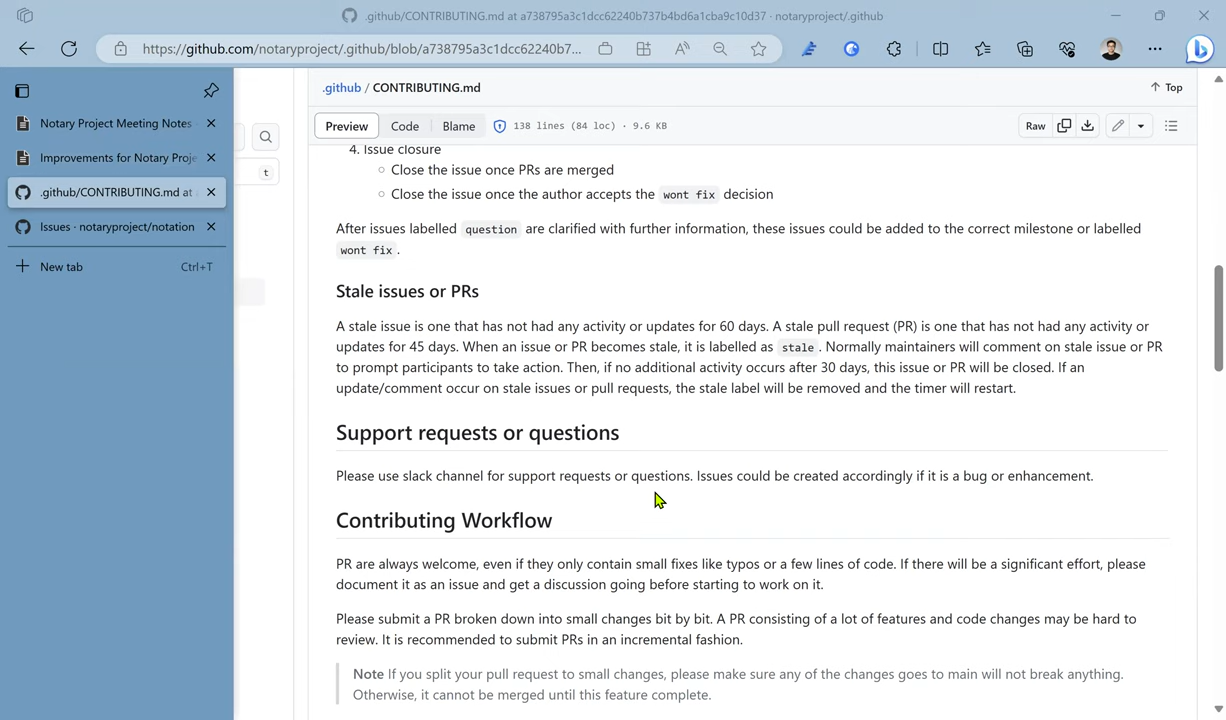 .github/CONTRIBUTING.md at a738795a3c1dcc62240b737b4bd6a1cba9c10d37 · notaryproject/.github
https://github.com/notaryproject/.github/blob/a738795a3c1dcc62240b7...
Notary Project Meeting Notes
Improvements for Notary Proje
.github/CONTRIBUTING.md at
Issues · notaryproject/notation
New tab Ctrl+T
t
.github / CONTRIBUTING.md
Top
Preview Code Blame 138 lines (84 loc) · 9.6 KB Raw
4. Issue closure
Close the issue once PRs are merged
Close the issue once the author accepts the wont fix decision
After issues labelled question are clarified with further information, these issues could be added to the correct milestone or labelled
wont fix .
Stale issues or PRs
A stale issue is one that has not had any activity or updates for 60 days. A stale pull request (PR) is one that has not had any activity or
updates for 45 days. When an issue or PR becomes stale, it is labelled as stale . Normally maintainers will comment on stale issue or PR
to prompt participants to take action. Then, if no additional activity occurs after 30 days, this issue or PR will be closed. If an
update/comment occur on stale issues or pull requests, the stale label will be removed and the timer will restart.
Support requests or questions
Please use slack channel for support requests or questions. Issues could be created accordingly if it is a bug or enhancement.
Contributing Workflow
PR are always welcome, even if they only contain small fixes like typos or a few lines of code. If there will be a significant effort, please
document it as an issue and get a discussion going before starting to work on it.
Please submit a PR broken down into small changes bit by bit. A PR consisting of a lot of features and code changes may be hard to
review. It is recommended to submit PRs in an incremental fashion.
Note If you split your pull request to small changes, please make sure any of the changes goes to main will not break anything.
Otherwise, it cannot be merged until this feature complete.